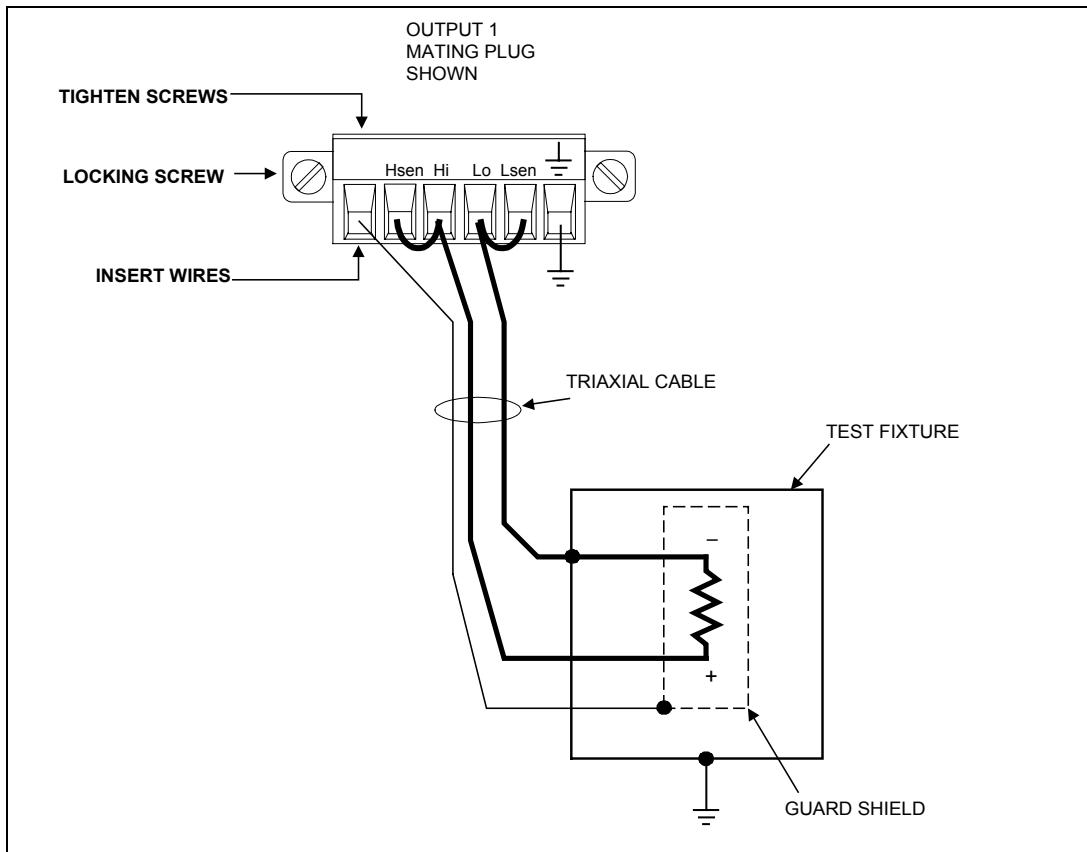 OUTPUT 1
MATING PLUG
SHOWN
TIGHTEN SCREWS
LOCKING SCREW
Hsen Hi Lo Lsen
INSERT WIRES
TRIAXIAL CABLE
TEST FIXTURE
–
+
GUARD SHIELD